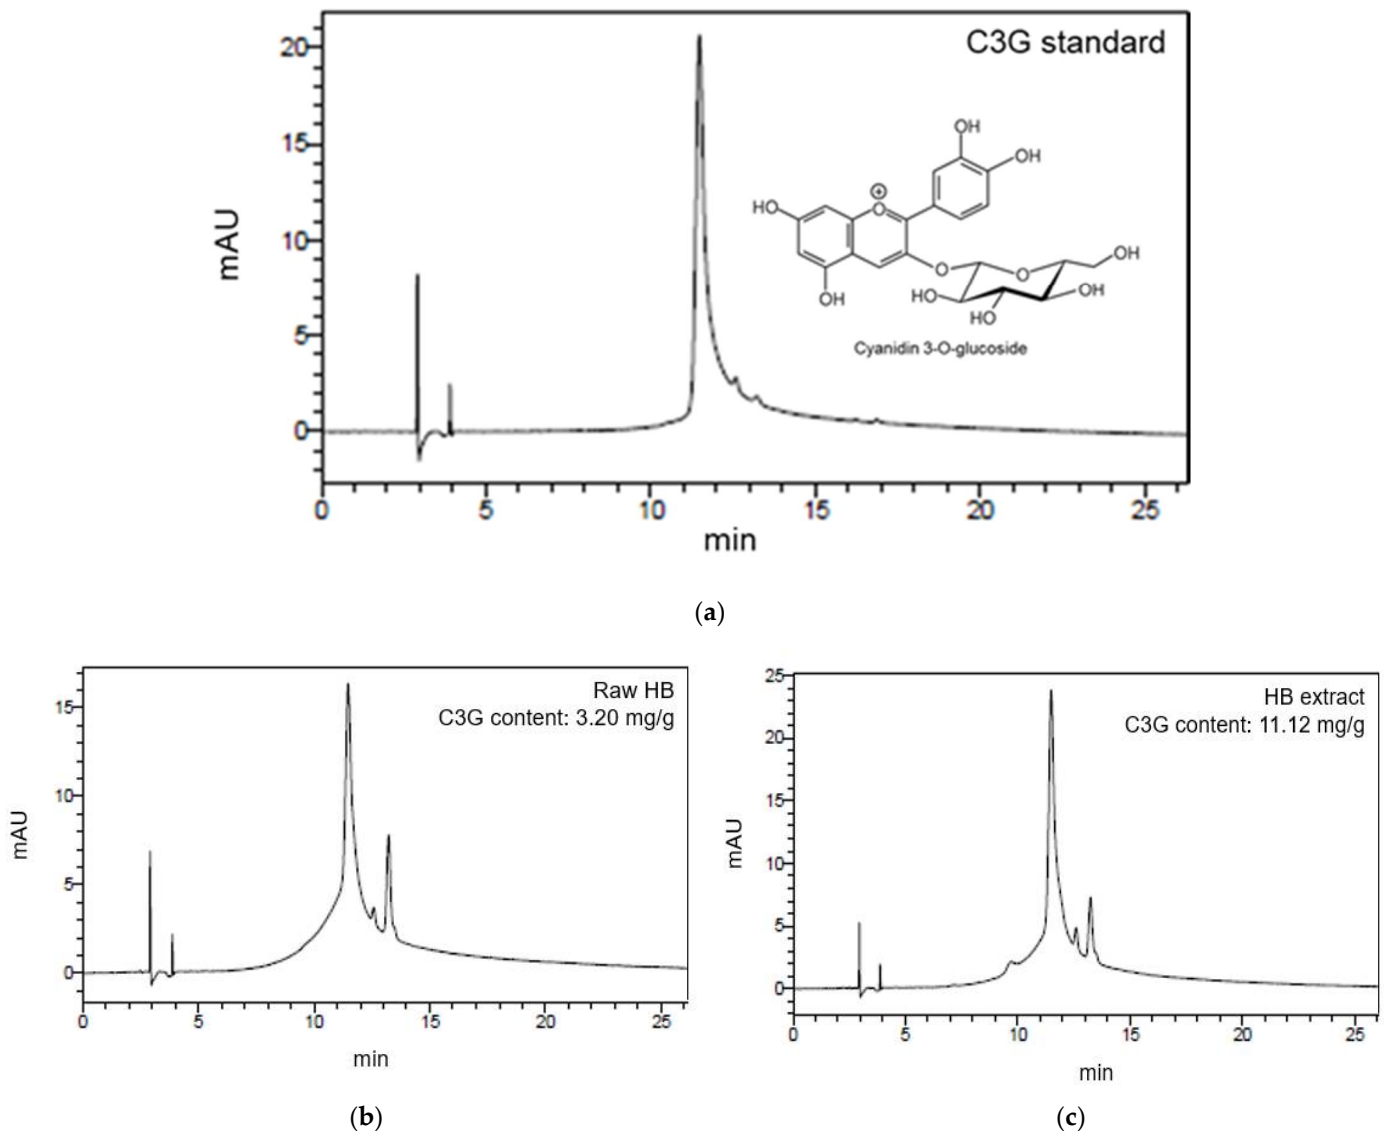 C3G standard
20
15
10
5
0
mAU
OH
OH
HO
O
⊕
OH
O
O
OH
HO
OH
HO
Cyanidin 3-O-glucoside
0 5 10 15 20 25
min
(a)
Raw HB
C3G content: 3.20 mg/g
15
10
5
0
mAU
0 5 10 15 20 25
min
(b)
HB extract
C3G content: 11.12 mg/g
25
20
15
10
5
0
mAU
0 5 10 15 20 25
min
(c)